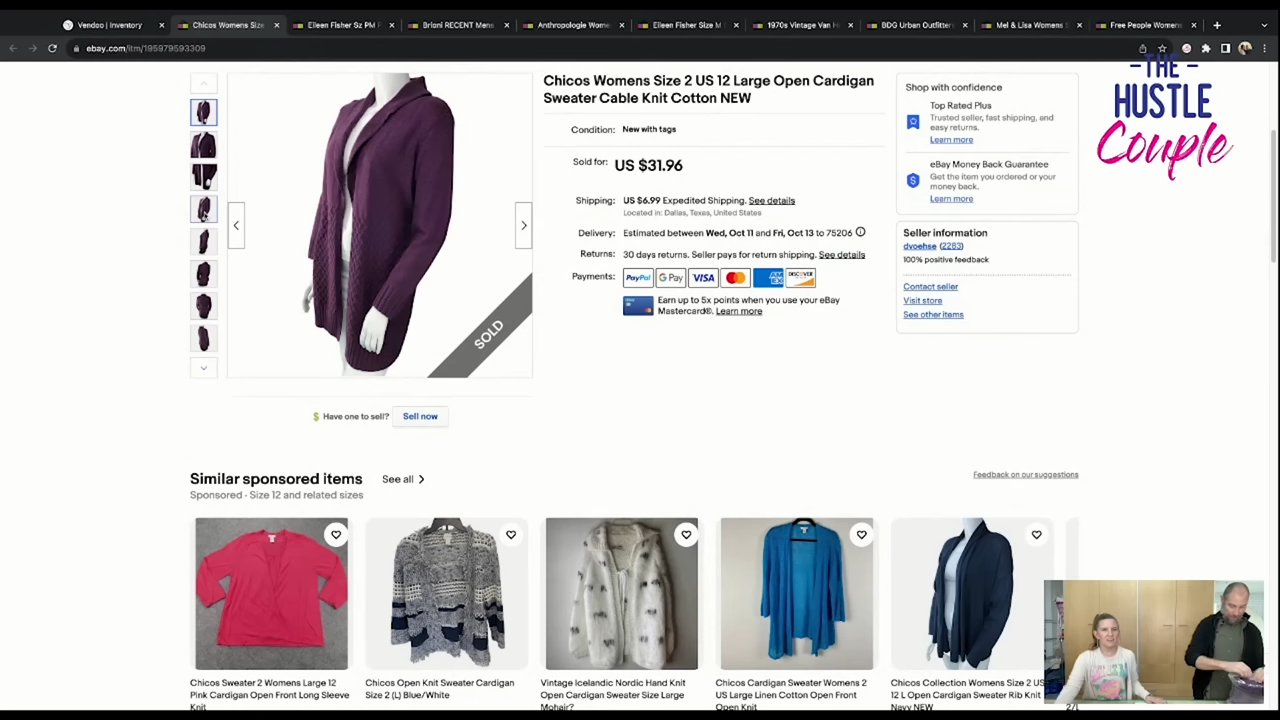 Vendoo | Inventory
Chicos Womens Size
Eileen Fisher Sz PM F
Brioni RECENT Mens
Anthropologie Wome
Eileen Fisher Size M
1970s Vintage Van H
BDG Urban Outfitter
Mel & Lisa Womens S
Free People Womens
ebay.com/itm/195979593309
THE
HUSTLE
Couple
Chicos Womens Size 2 US 12 Large Open Cardigan
Sweater Cable Knit Cotton NEW
Condition: New with tags
Sold for: US $31.96
Shipping: US $6.99 Expedited Shipping. See details
Located in: Dallas, Texas, United States
Delivery: Estimated between Wed, Oct 11 and Fri, Oct 13 to 75206
Returns: 30 days returns. Seller pays for return shipping. See details
Payments: PayPal G Pay VISA DISCOVER
Earn up to 5x points when you use your eBay
Mastercard®. Learn more
SOLD
Shop with confidence
Top Rated Plus
Trusted seller, fast shipping, and
easy returns.
Learn more
eBay Money Back Guarantee
Get the item you ordered or your
money back.
Learn more
Seller information
dyoehse (2283)
100% positive feedback
Contact seller
Visit store
See other items
Have one to sell? Sell now
Similar sponsored items See all
Sponsored · Size 12 and related sizes
Feedback on our suggestions
Chicos Sweater 2 Womens Large 12
Pink Cardigan Open Front Long Sleeve
Knit
Chicos Open Knit Sweater Cardigan
Size 2 (L) Blue/White
Vintage Icelandic Nordic Hand Knit
Open Cardigan Sweater Size Large
Mohair?
Chicos Cardigan Sweater Womens 2
US Large Linen Cotton Open Front
Open Knit
Chicos Collection Womens Size 2 US
12 L Open Cardigan Sweater Rib Knit
Navy NEW